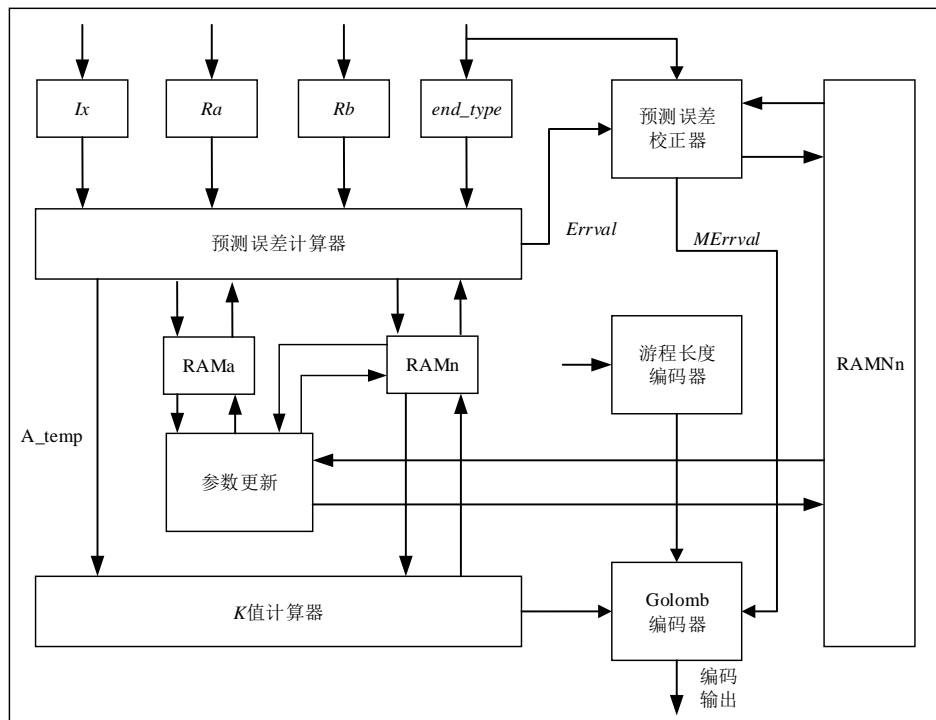 Ix
Ra
Rb
end_type
预测误差
校正器
预测误差计算器
Errval
MErrval
RAMa
RAMn
游程长度
编码器
RAMNn
A_temp
参数更新
K值计算器
Golomb
编码器
编码
输出